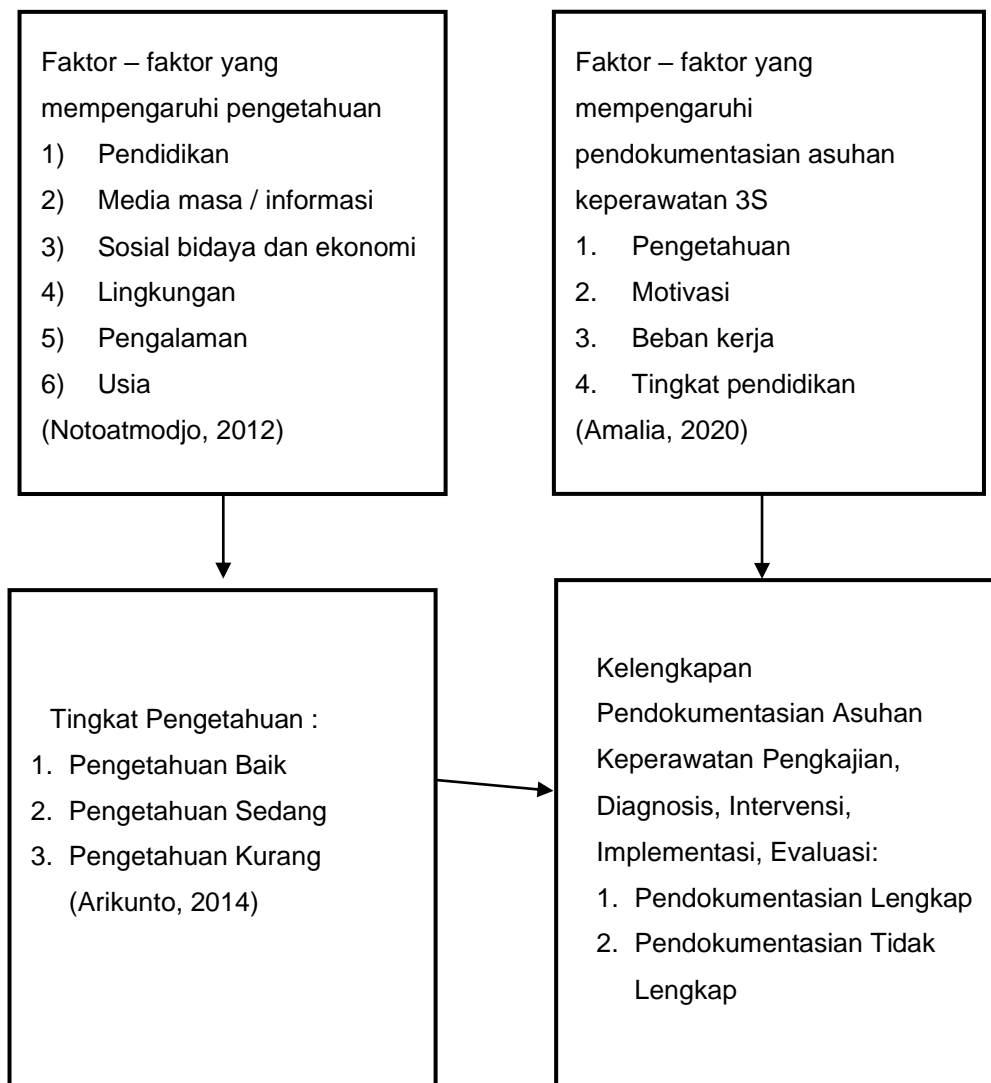 Faktor – faktor yang
mempengaruhi pengetahuan
1) Pendidikan
2) Media masa / informasi
3) Sosial bidaya dan ekonomi
4) Lingkungan
5) Pengalaman
6) Usia
(Notoatmodjo, 2012)
Faktor – faktor yang
mempengaruhi
pendokumentasian asuhan
keperawatan 3S
1. Pengetahuan
2. Motivasi
3. Beban kerja
4. Tingkat pendidikan
(Amalia, 2020)
Tingkat Pengetahuan :
1. Pengetahuan Baik
2. Pengetahuan Sedang
3. Pengetahuan Kurang
(Arikunto, 2014)
Kelengkapan
Pendokumentasian Asuhan
Keperawatan Pengkajian,
Diagnosis, Intervensi,
Implementasi, Evaluasi:
1. Pendokumentasian Lengkap
2. Pendokumentasian Tidak
Lengkap